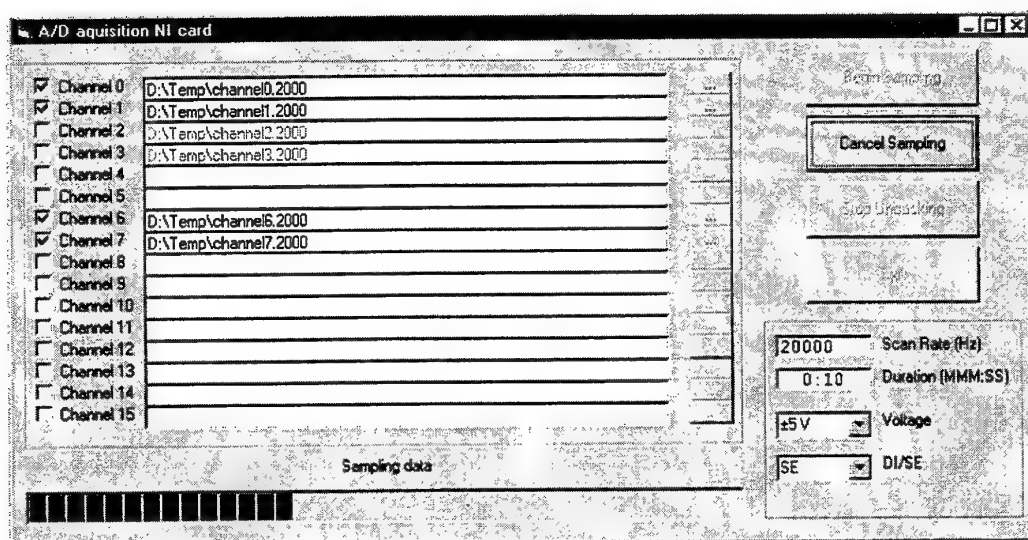 A/D aquisition NI card
Channel 0 D:\Temp\channel0.2000 ...
Channel 1 D:\Temp\channel1.2000 ...
Channel 2 D:\Temp\channel2.2000
Channel 3 D:\Temp\channel3.2000
Channel 4
Channel 5
Channel 6 D:\Temp\channel6.2000 ...
Channel 7 D:\Temp\channel7.2000 ...
Channel 8
Channel 9
Channel 10
Channel 11
Channel 12
Channel 13
Channel 14
Channel 15
Begin Sampling
Cancel Sampling
Stop Unpacking
20000 Scan Rate (Hz)
0:10 Duration (MMM:SS)
±5 V Voltage
SE DI/SE
Sampling data